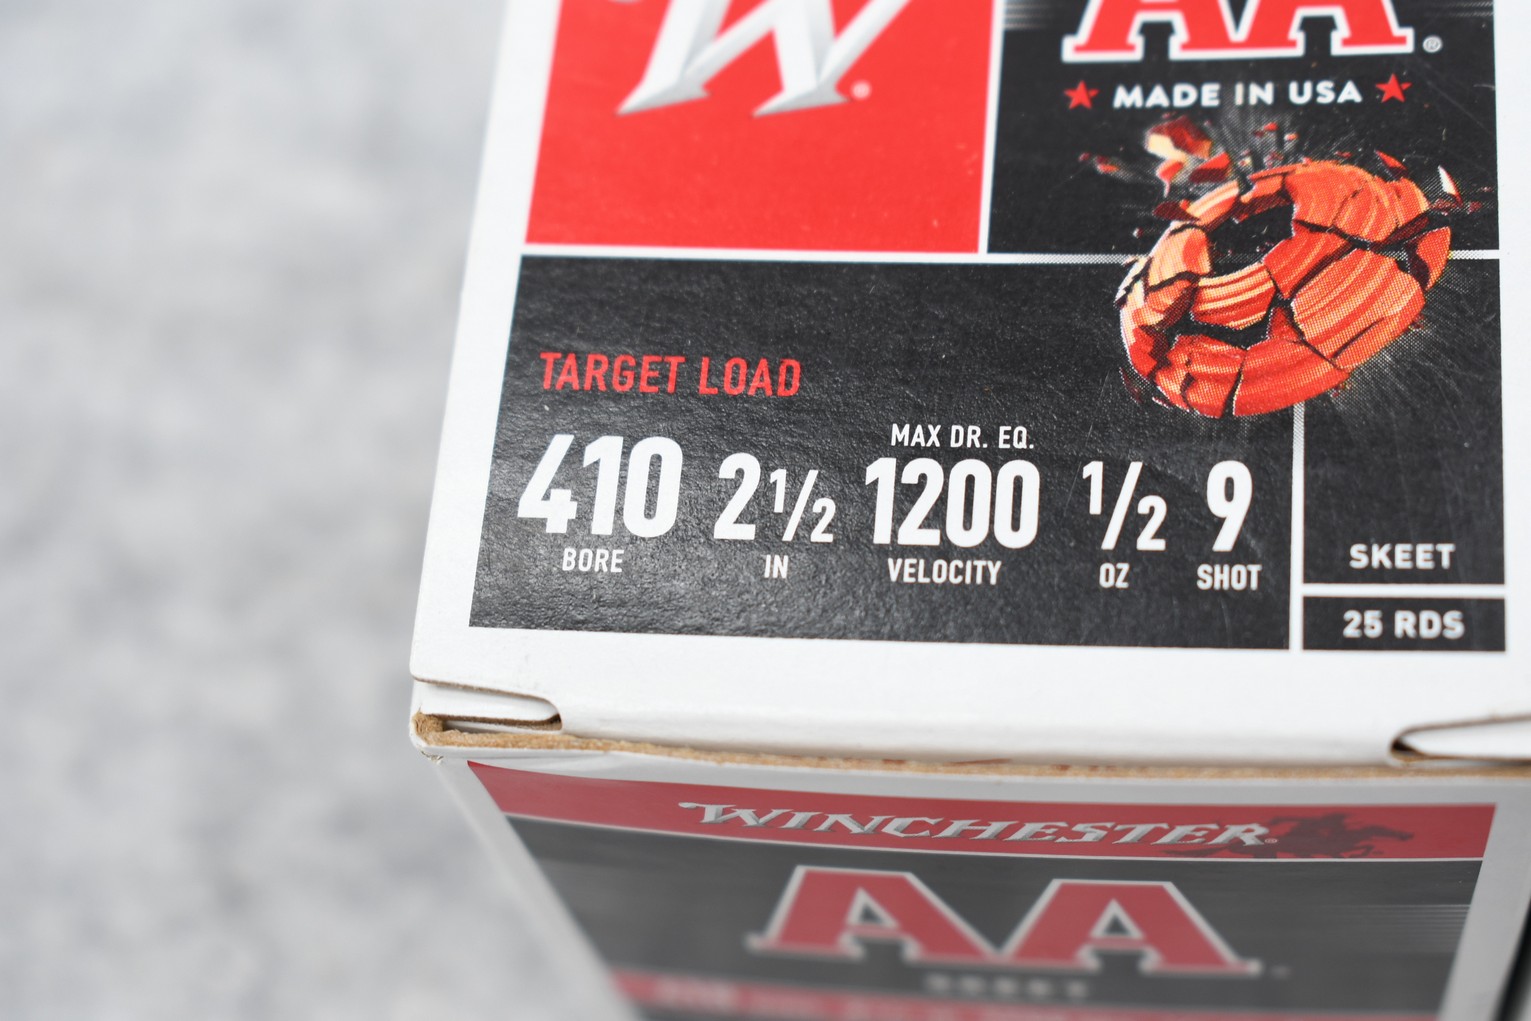 W
AA®
★ MADE IN USA ★
TARGET LOAD
MAX DR. EQ.
410 2½ 1200 ½ 9
BORE IN VELOCITY OZ SHOT
SKEET
25 RDS
WINCHESTER
AA
SKEET